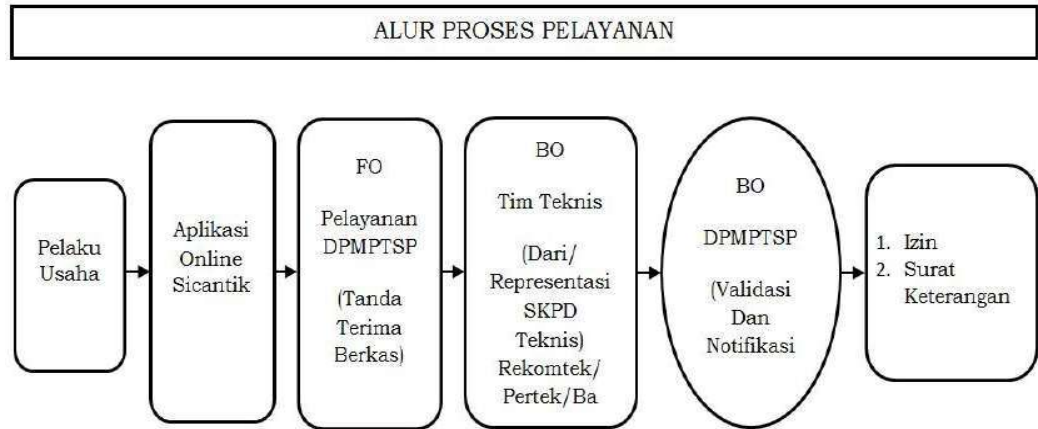 ALUR PROSES PELAYANAN
Pelaku
Usaha
Aplikasi
Online
Sicantik
FO
Pelayanan
DPMPTSP
(Tanda
Terima
Berkas)
BO
Tim Teknis
(Dari/
Representasi
SKPD
Teknis)
Rekomtek/
Pertek/Ba
BO
DPMPTSP
(Validasi
Dan
Notifikasi
1. Izin
2. Surat
Keterangan